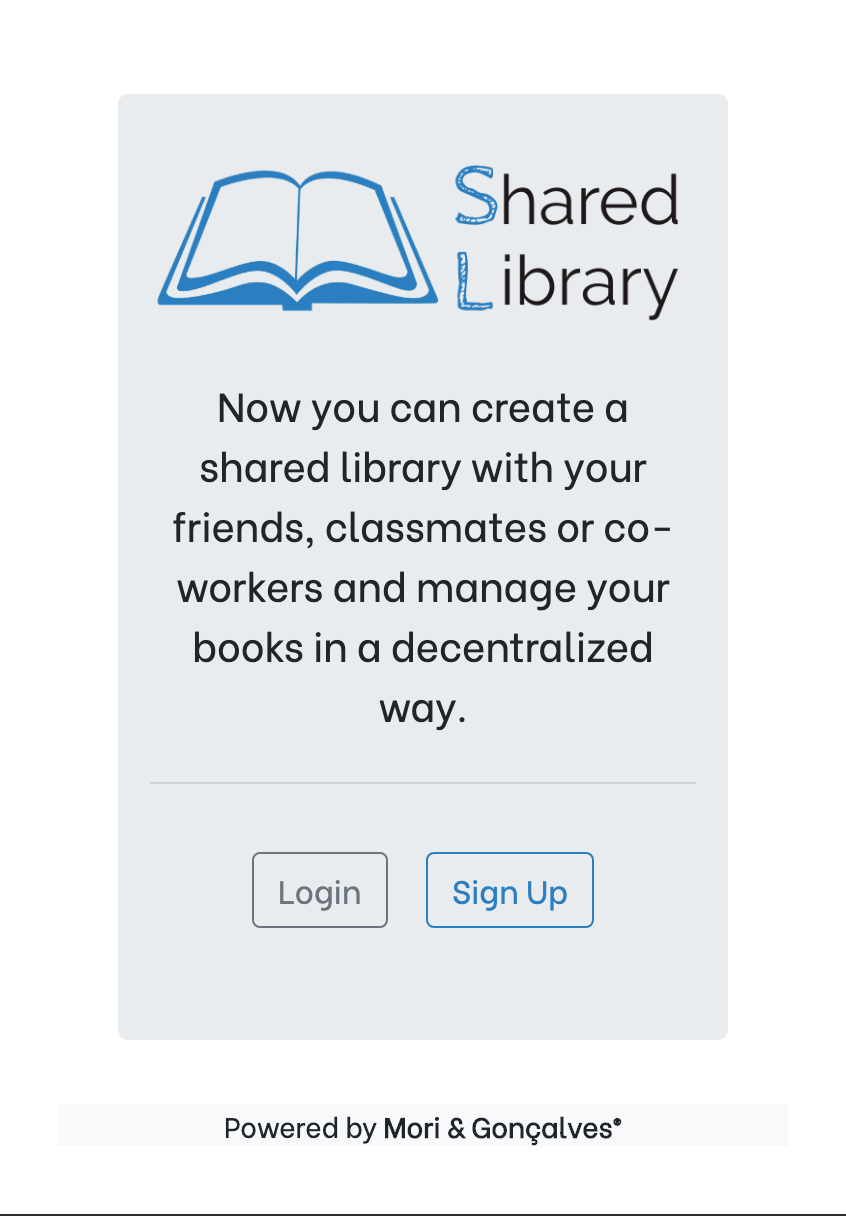 Shared
Library
Now you can create a
shared library with your
friends, classmates or co-
workers and manage your
books in a decentralized
way.
Login
Sign Up
Powered by Mori & Gonçalves®